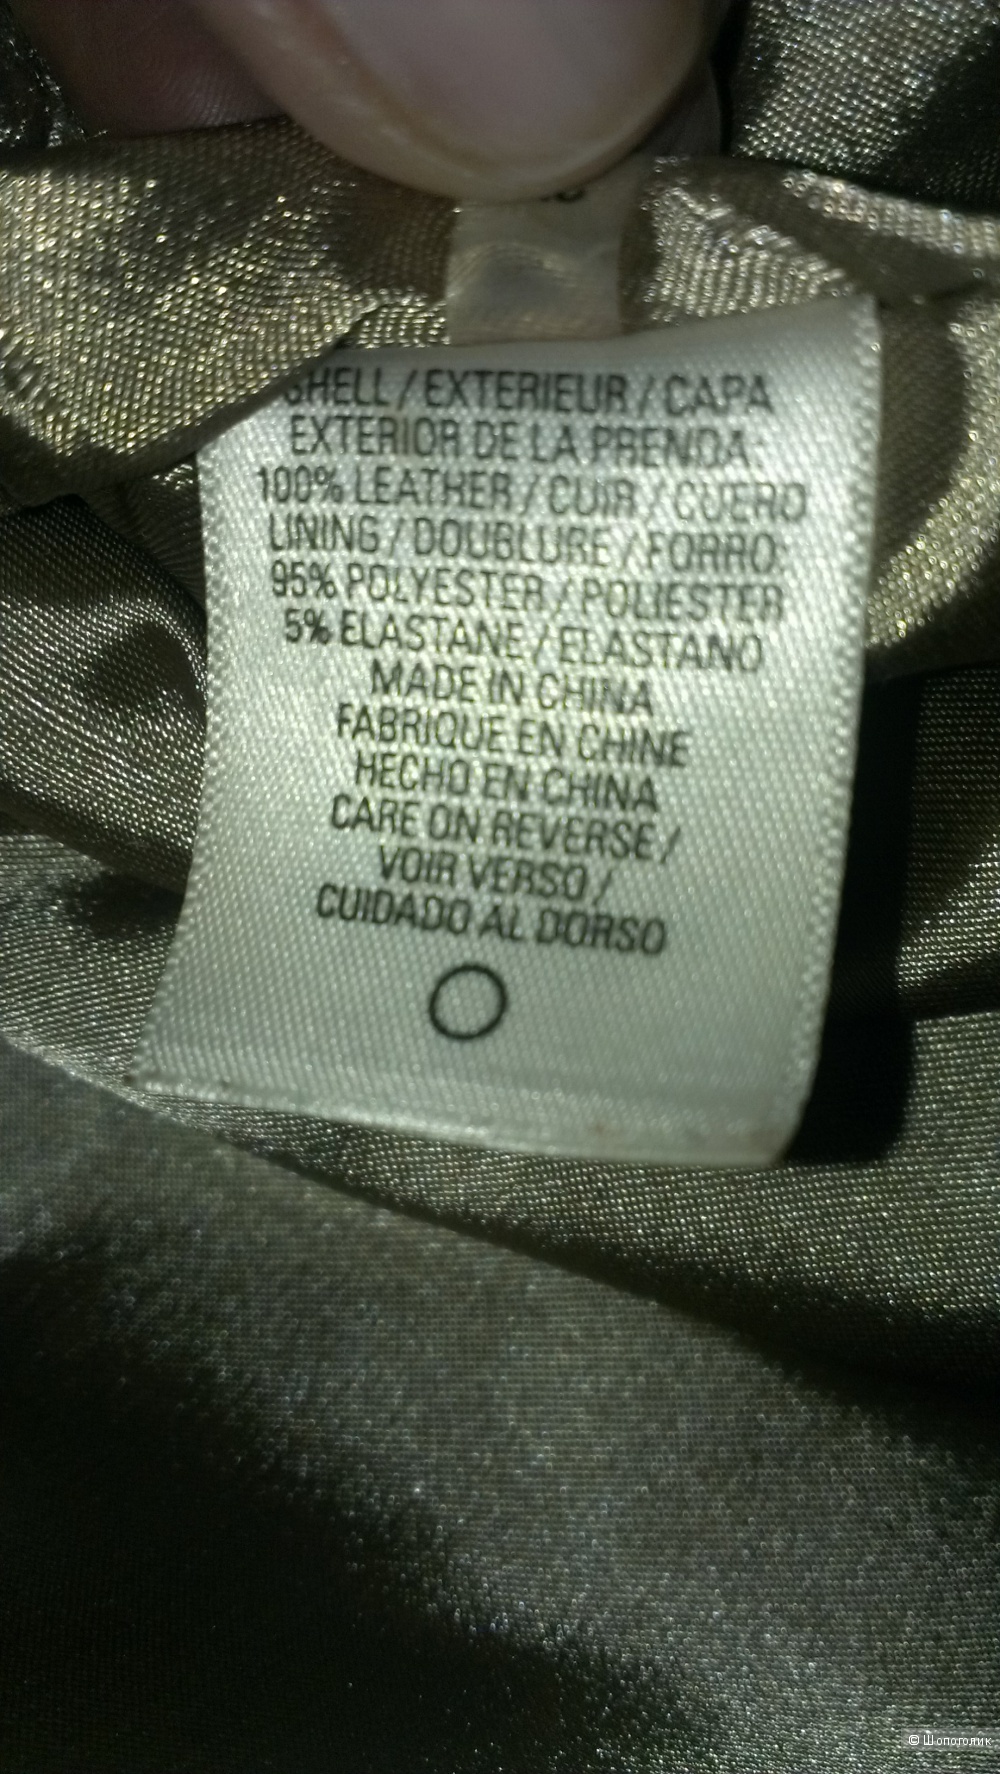 SHELL / EXTERIEUR / CAPA
EXTERIOR DE LA PRENDA:
100% LEATHER / CUIR / CUERO
LINING / DOUBLURE / FORRO:
95% POLYESTER / POLIESTER
5% ELASTANE / ELASTANO
MADE IN CHINA
FABRIQUE EN CHINE
HECHO EN CHINA
CARE ON REVERSE /
VOIR VERSO /
CUIDADO AL DORSO
© Шопоголик